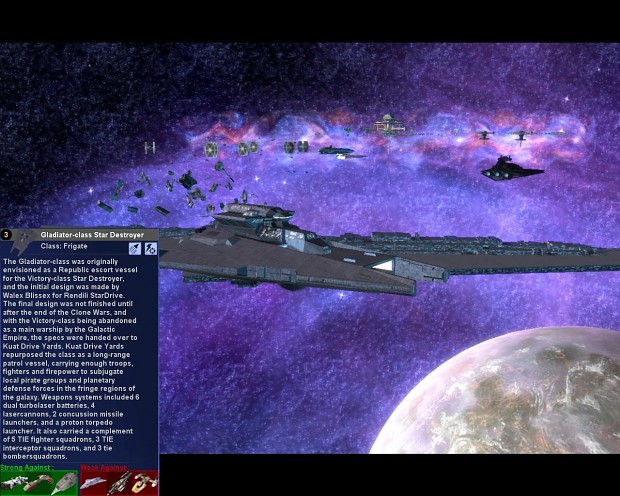 3 Gladiator-class Star Destroyer
Class: Frigate
The Gladiator-class was originally
envisioned as a Republic escort vessel
for the Victory-class Star Destroyer,
and the initial design was made by
Walex Blissex for Rendili StarDrive.
The final design was not finished until
after the end of the Clone Wars, and
with the Victory-class being abandoned
as a main warship by the Galactic
Empire, the specs were handed over to
Kuat Drive Yards. Kuat Drive Yards
repurposed the class as a long-range
patrol vessel, carrying enough troops,
fighters and firepower to subjugate
local pirate groups and planetary
defense forces in the fringe regions of
the galaxy. Weapons systems included 6
dual turbolaser batteries, 4
lasercannons, 2 concussion missile
launchers, and a proton torpedo
launcher. It also carried a complement
of 5 TIE fighter squadrons, 3 TIE
interceptor squadrons, and 3 tie
bombersquadrons.
Strong Against : Weak Against :